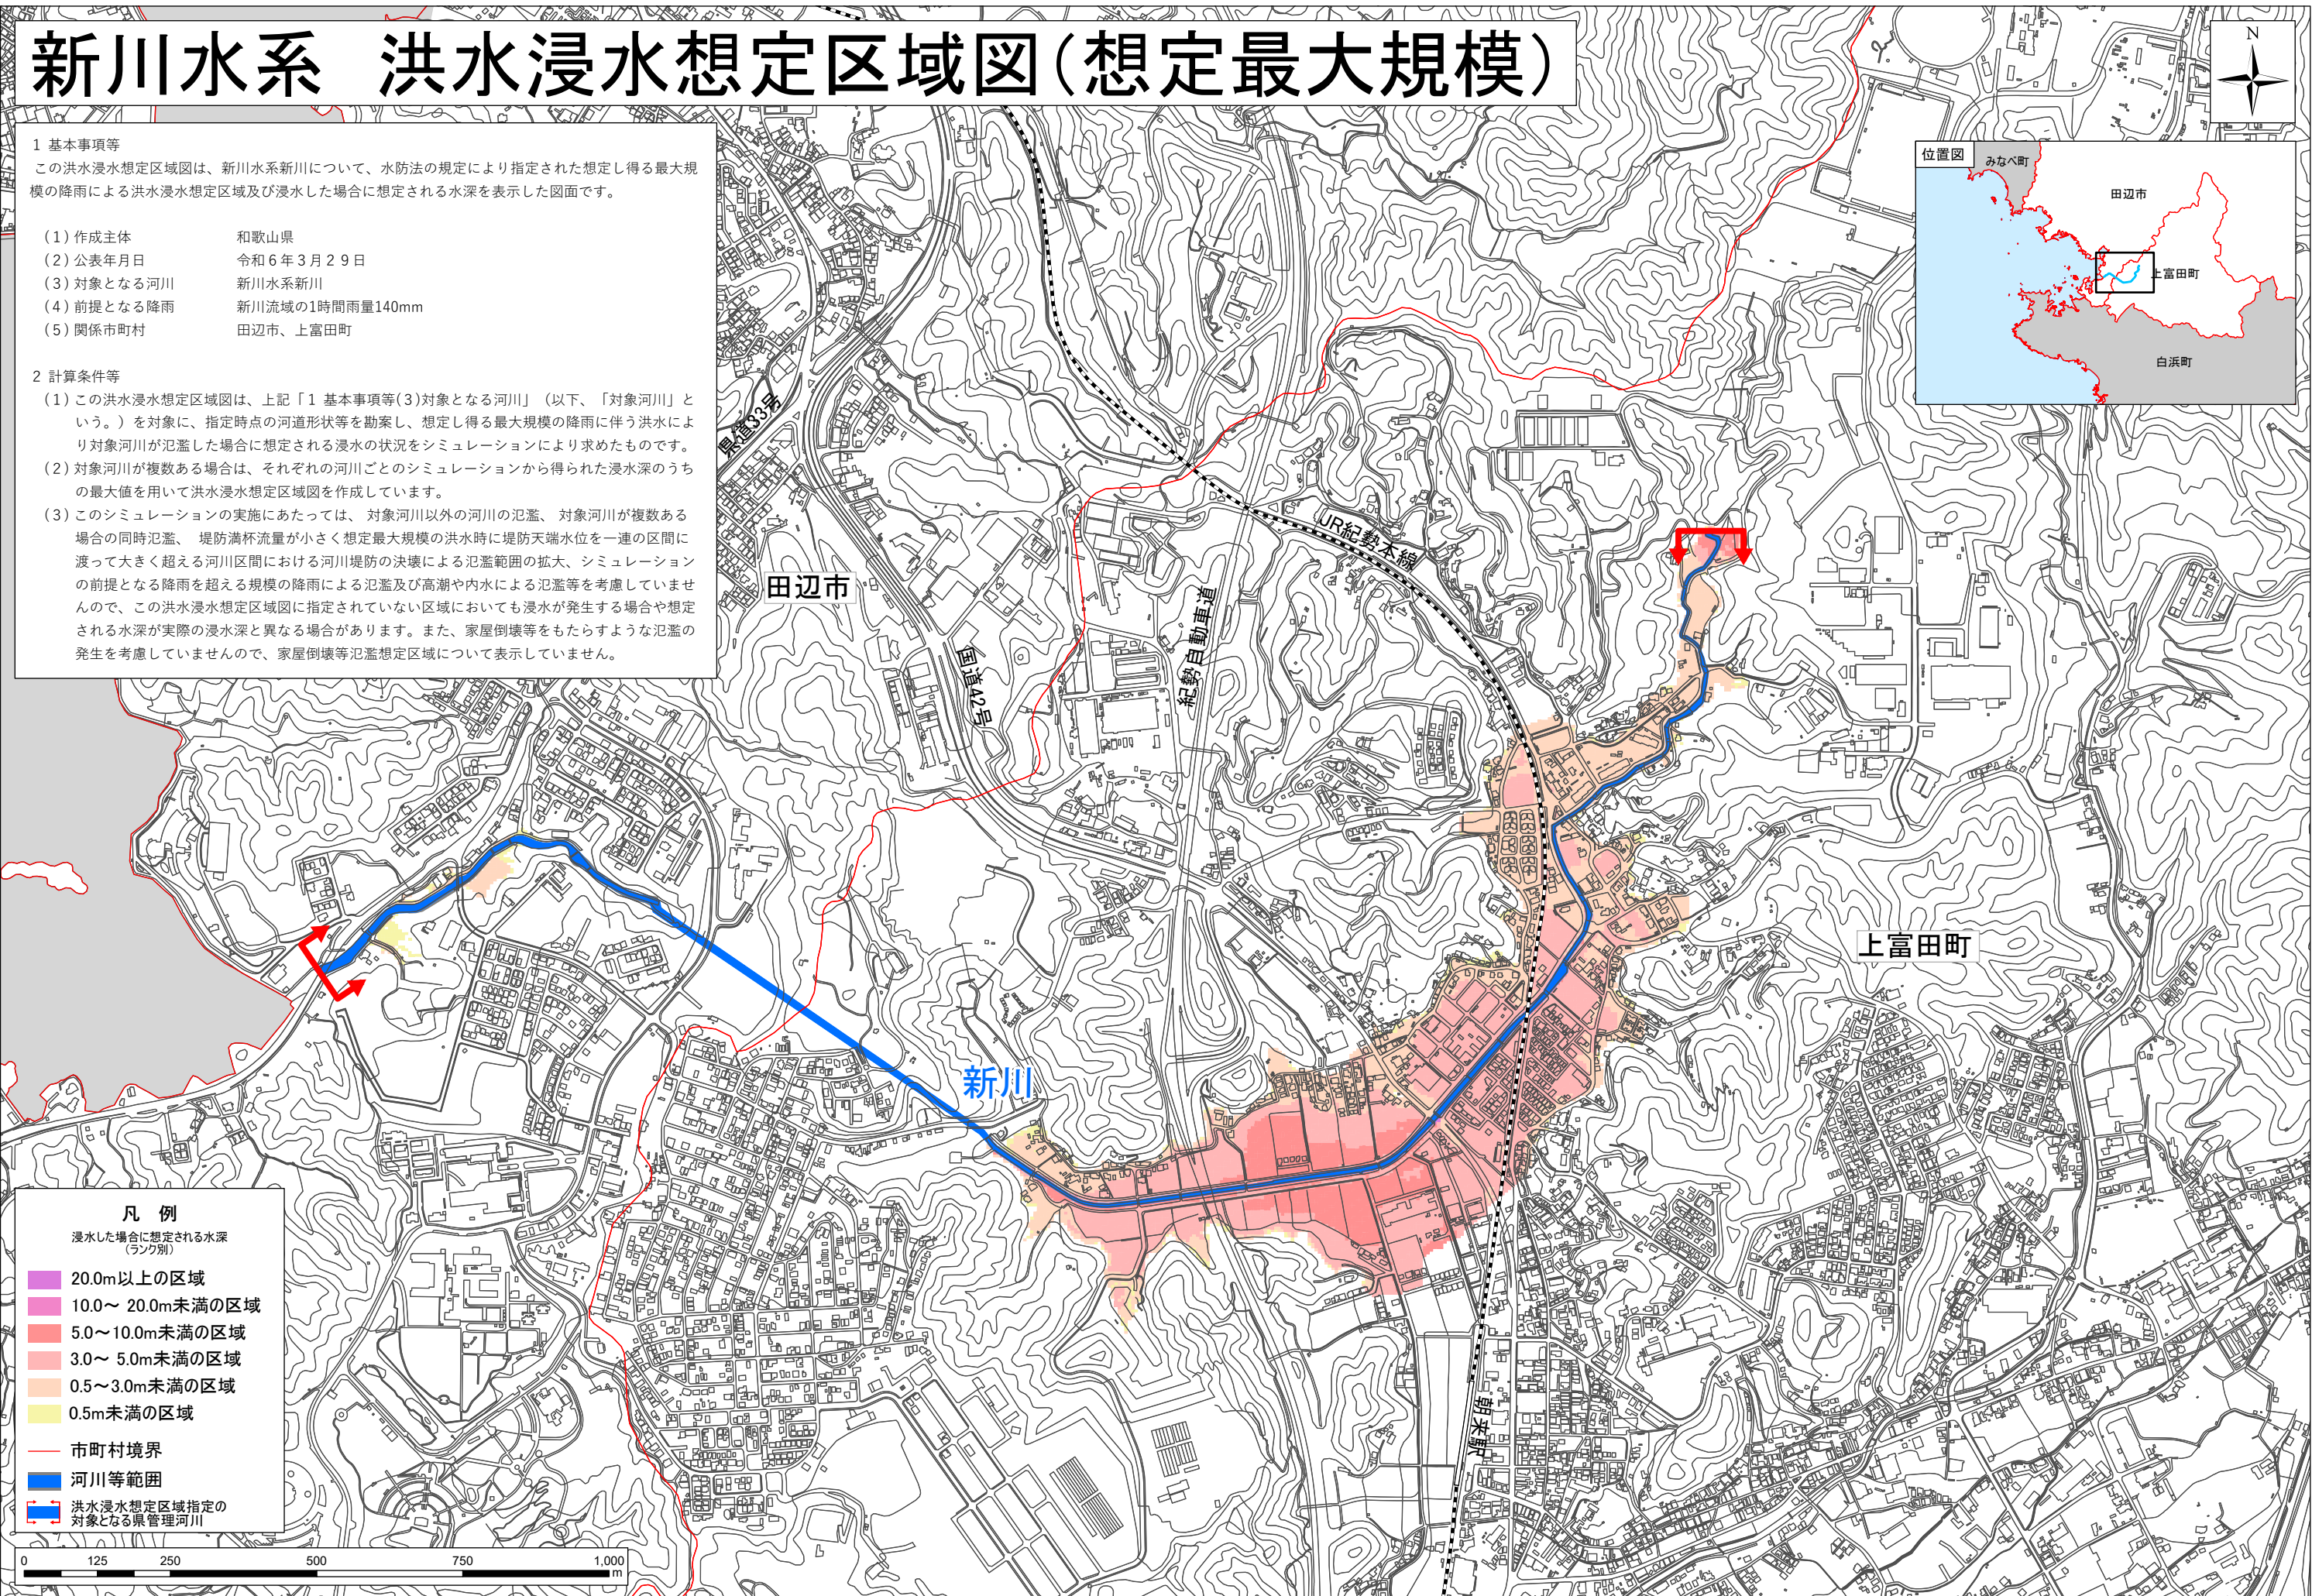 新川水系　洪水浸水想定区域図(想定最大規模)
N
1 基本事項等
この洪水浸水想定区域図は、新川水系新川について、水防法の規定により指定された想定し得る最大規
模の降雨による洪水浸水想定区域及び浸水した場合に想定される水深を表示した図面です。
(1)作成主体　和歌山県
(2)公表年月日　令和6年3月29日
(3)対象となる河川　新川水系新川
(4)前提となる降雨　新川流域の1時間雨量140mm
(5)関係市町村　田辺市、上富田町
2 計算条件等
(1)この洪水浸水想定区域図は、上記「1 基本事項等(3)対象となる河川」（以下、「対象河川」と
いう。）を対象に、指定時点の河道形状等を勘案し、想定し得る最大規模の降雨に伴う洪水によ
り対象河川が氾濫した場合に想定される浸水の状況をシミュレーションにより求めたものです。
(2)対象河川が複数ある場合は、それぞれの河川ごとのシミュレーションから得られた浸水深のうち
の最大値を用いて洪水浸水想定区域図を作成しています。
(3)このシミュレーションの実施にあたっては、 対象河川以外の河川の氾濫、 対象河川が複数ある
場合の同時氾濫、 堤防満杯流量が小さく想定最大規模の洪水時に堤防天端水位を一連の区間に
渡って大きく超える河川区間における河川堤防の決壊による氾濫範囲の拡大、シミュレーション
の前提となる降雨を超える規模の降雨による氾濫及び高潮や内水による氾濫等を考慮していませ
んので、この洪水浸水想定区域図に指定されていない区域においても浸水が発生する場合や想定
される水深が実際の浸水深と異なる場合があります。また、家屋倒壊等をもたらすような氾濫の
発生を考慮していませんので、家屋倒壊等氾濫想定区域について表示していません。
位置図
みなべ町
田辺市
上富田町
白浜町
県道33号
JR紀勢本線
田辺市
紀勢自動車道
国道42号
上富田町
新川
朝来駅
凡　例
浸水した場合に想定される水深
(ランク別)
20.0m以上の区域
10.0～ 20.0m未満の区域
5.0～10.0m未満の区域
3.0～ 5.0m未満の区域
0.5～3.0m未満の区域
0.5m未満の区域
市町村境界
河川等範囲
洪水浸水想定区域指定の
対象となる県管理河川
0 125 250 500 750 1,000
m